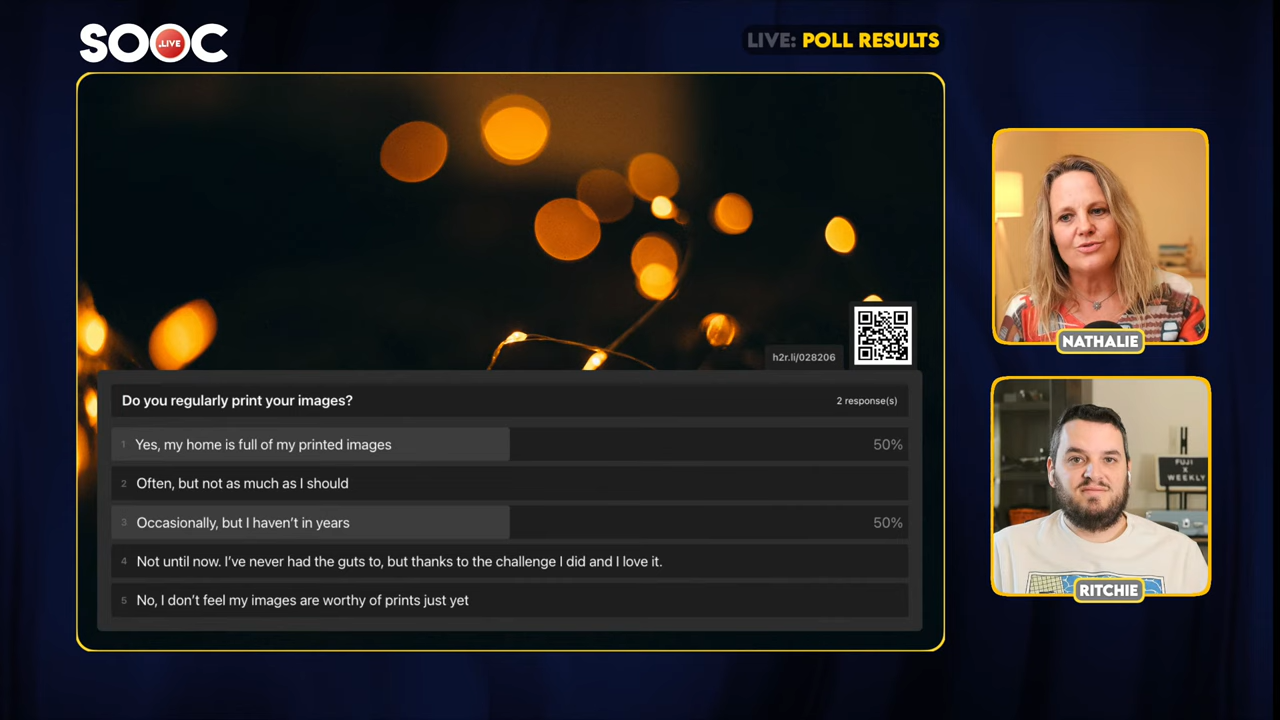 SOOC
.LIVE
LIVE: POLL RESULTS
h2r.li/028206
Do you regularly print your images?
2 response(s)
1 Yes, my home is full of my printed images 50%
2 Often, but not as much as I should
3 Occasionally, but I haven't in years 50%
4 Not until now. I've never had the guts to, but thanks to the challenge I did and I love it.
5 No, I don't feel my images are worthy of prints just yet
NATHALIE
FUJI
X
WEEKLY
RITCHIE